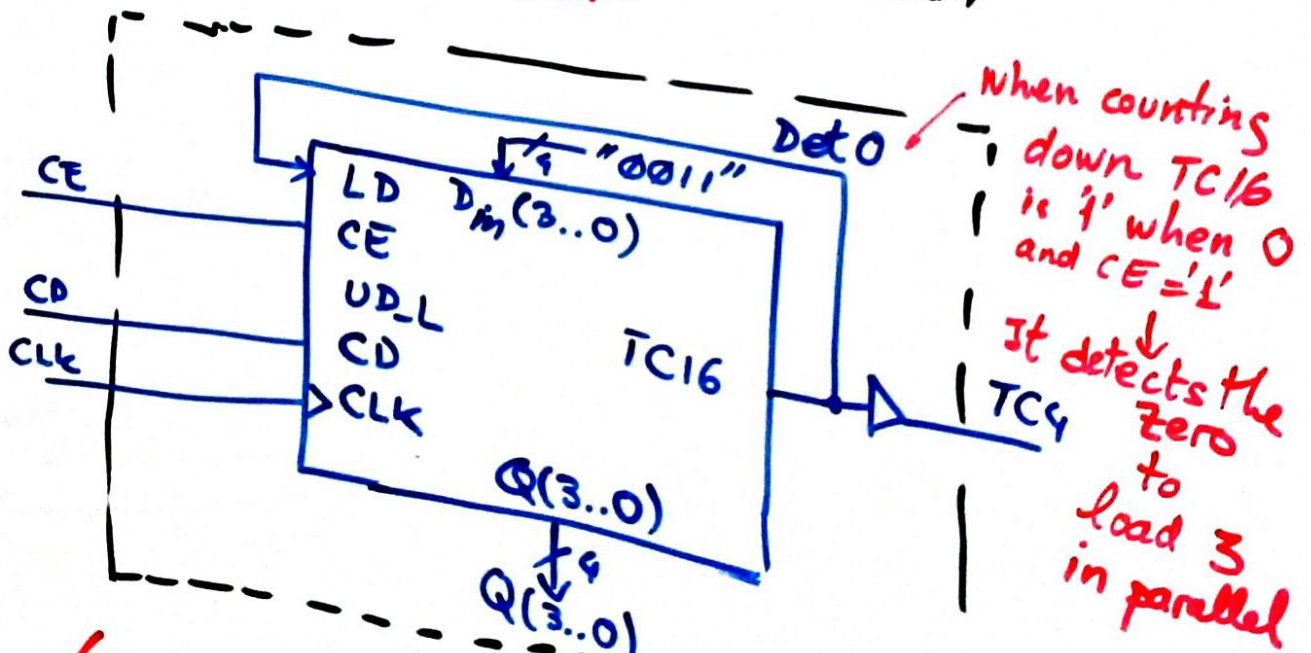 when counting
down TC16
is '1' when 0
and CE='1'
↓
It detects the
zero
to
load 3
in parallel
Det0
4 "0011"
CE
LD
Din(3..0)
CE
UD_L
CD
CD
TC16
CLK
CLK
TC4
Q(3..0)
4
Q(3..0)